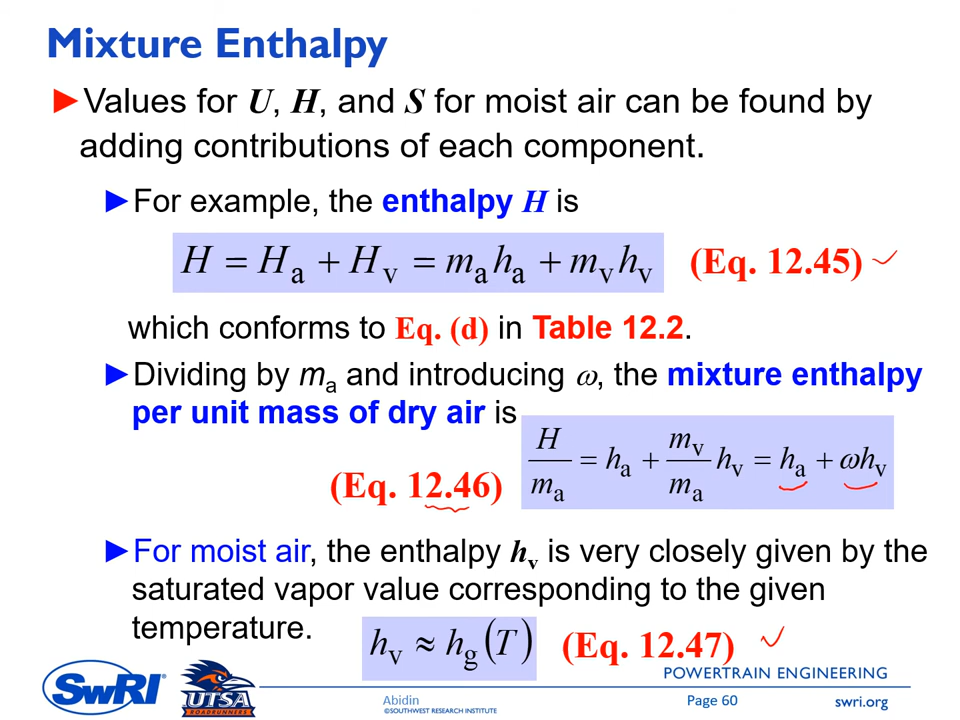 Mixture Enthalpy
►Values for U, H, and S for moist air can be found by
adding contributions of each component.
►For example, the enthalpy H is
H = Ha + Hv = ma ha + mv hv (Eq. 12.45)
which conforms to Eq. (d) in Table 12.2.
►Dividing by ma and introducing ω, the mixture enthalpy
per unit mass of dry air is
(Eq. 12.46) H/ma = ha + mv/ma hv = ha + ωhv
►For moist air, the enthalpy hv is very closely given by the
saturated vapor value corresponding to the given
temperature.
hv ≈ hg(T) (Eq. 12.47)
POWERTRAIN ENGINEERING
SwRI UTSA ROADRUNNERS
Abidin Page 60 swri.org
©SOUTHWEST RESEARCH INSTITUTE